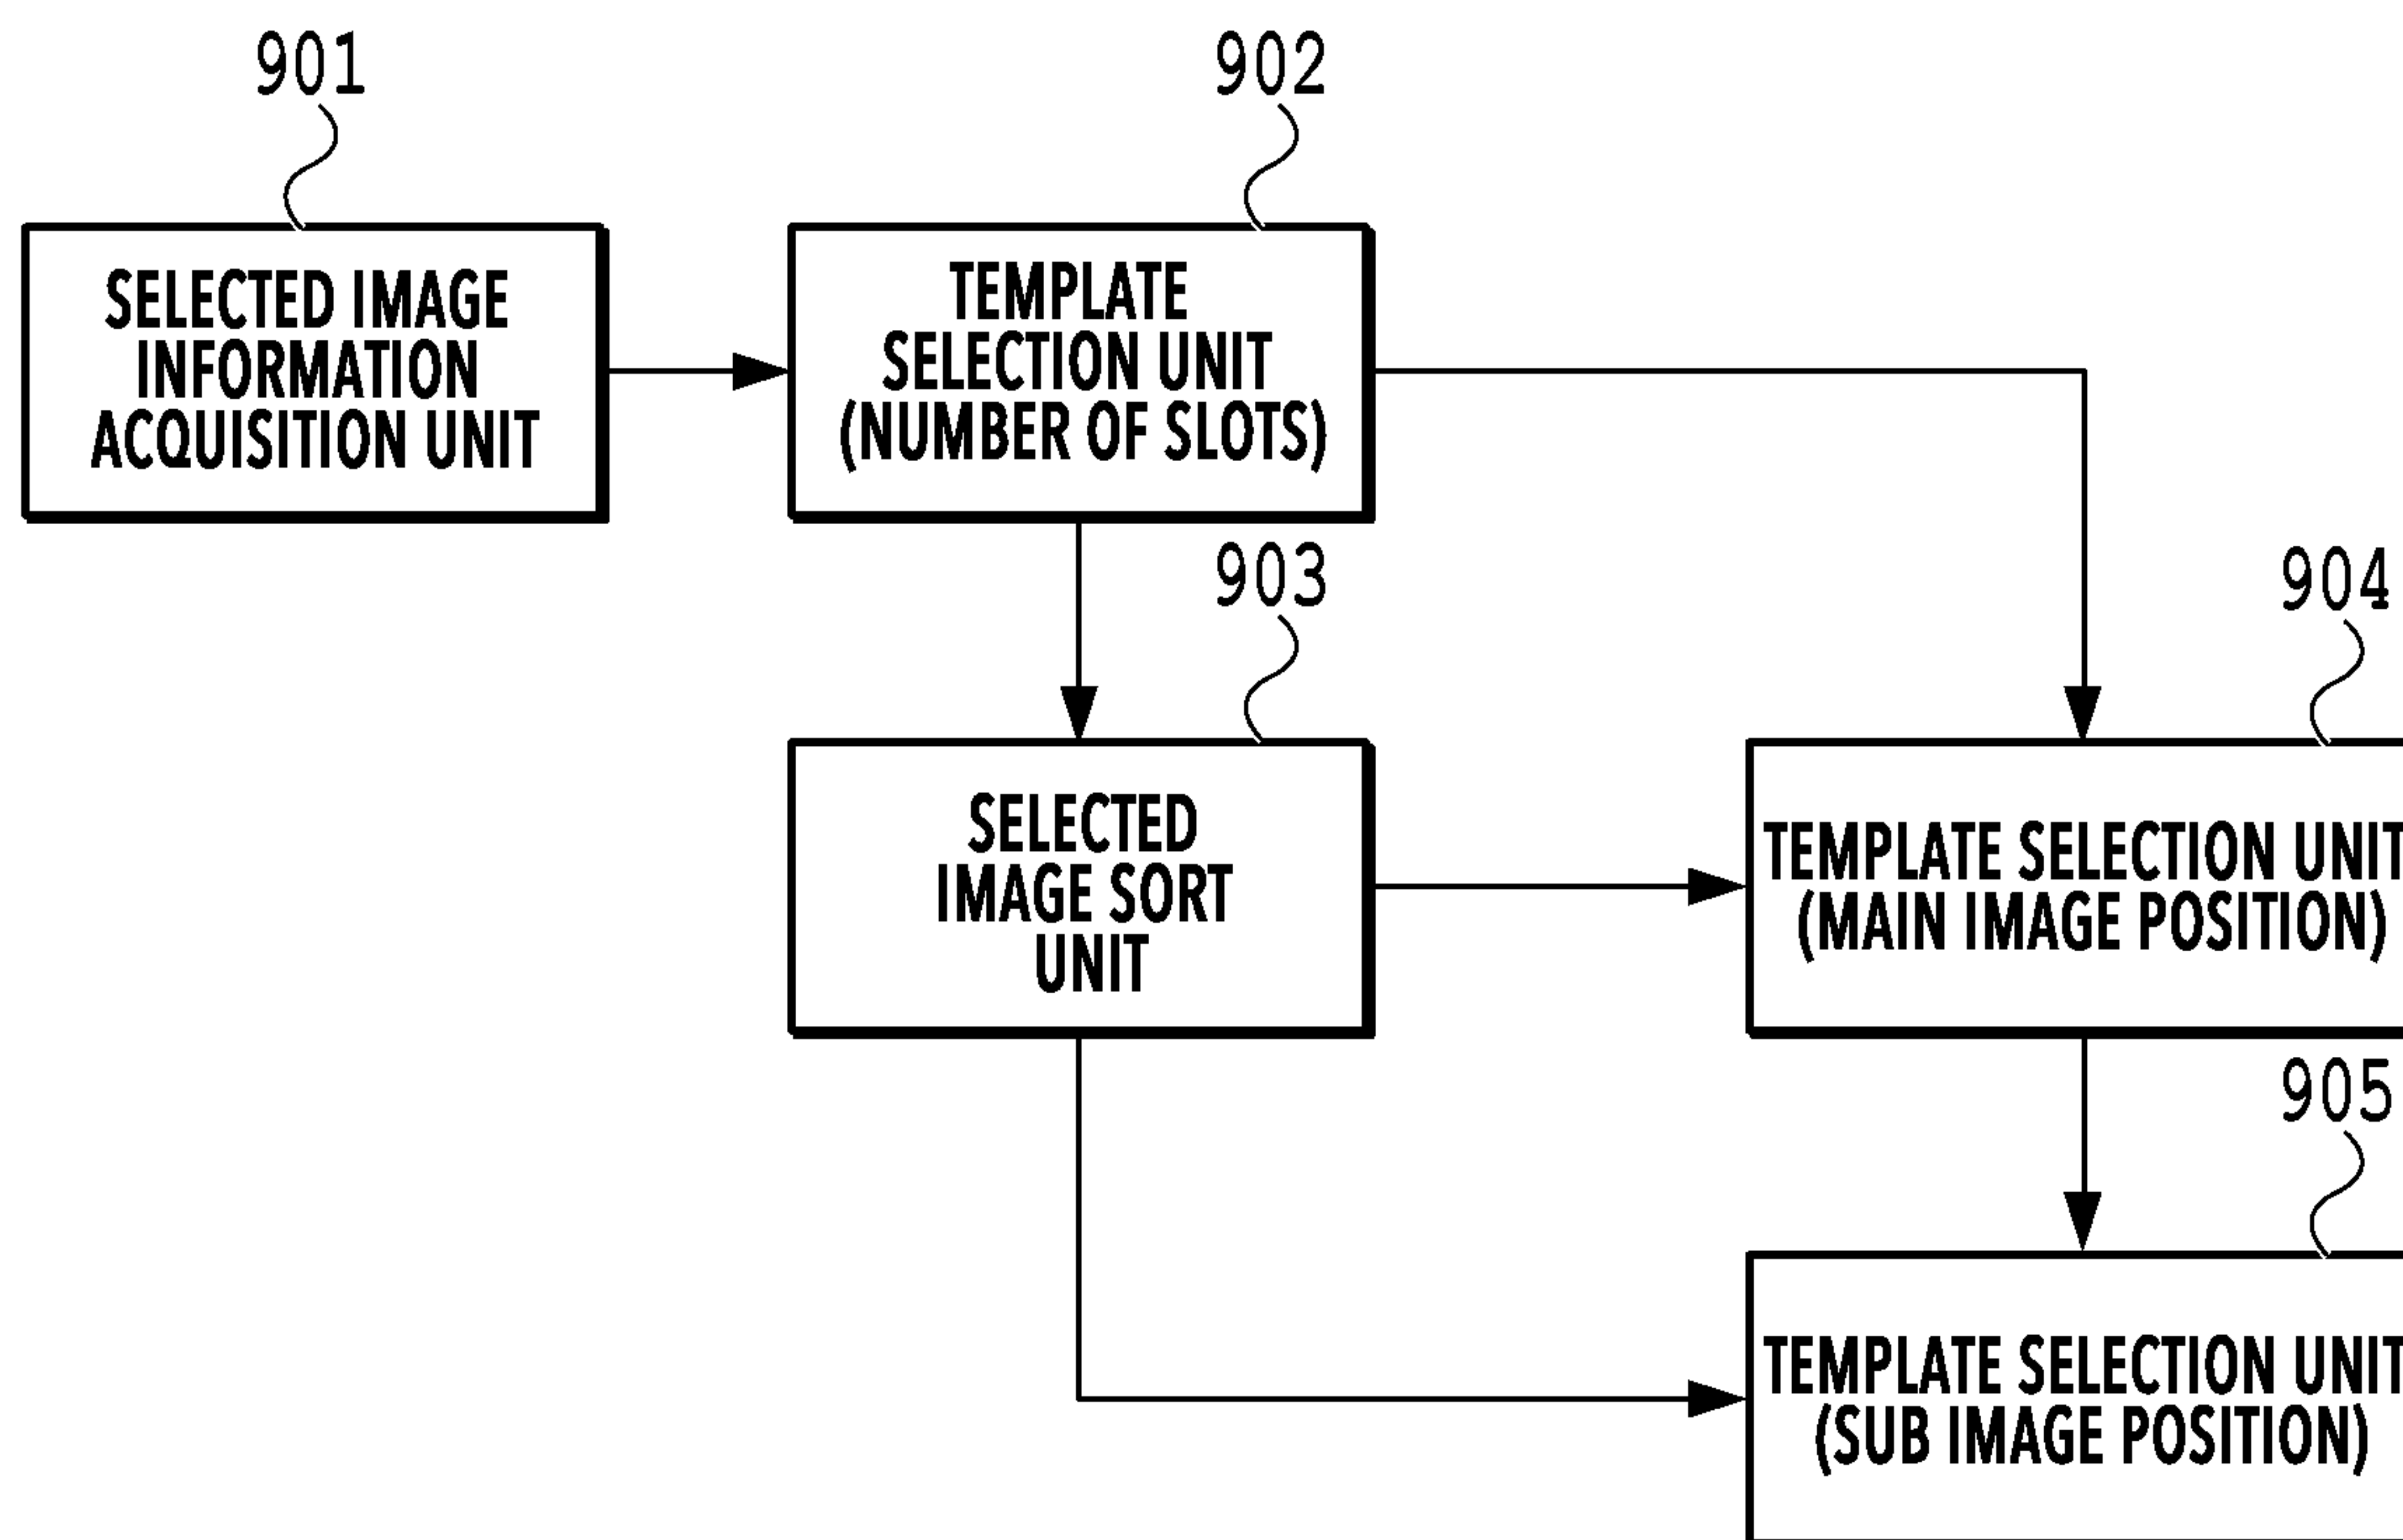 901
SELECTED IMAGE
INFORMATION
ACQUISITION UNIT
902
TEMPLATE
SELECTION UNIT
(NUMBER OF SLOTS)
903
SELECTED
IMAGE SORT
UNIT
904
TEMPLATE SELECTION UNIT
(MAIN IMAGE POSITION)
905
TEMPLATE SELECTION UNIT
(SUB IMAGE POSITION)